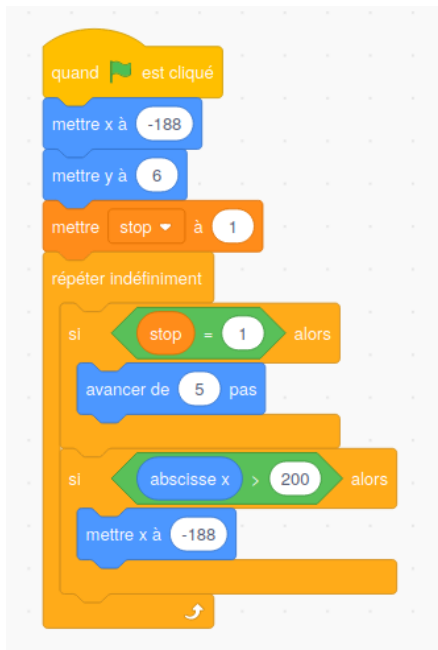 quand est cliqué
mettre x à -188
mettre y à 6
mettre stop à 1
répéter indéfiniment
si stop = 1 alors
avancer de 5 pas
si abscisse x > 200 alors
mettre x à -188